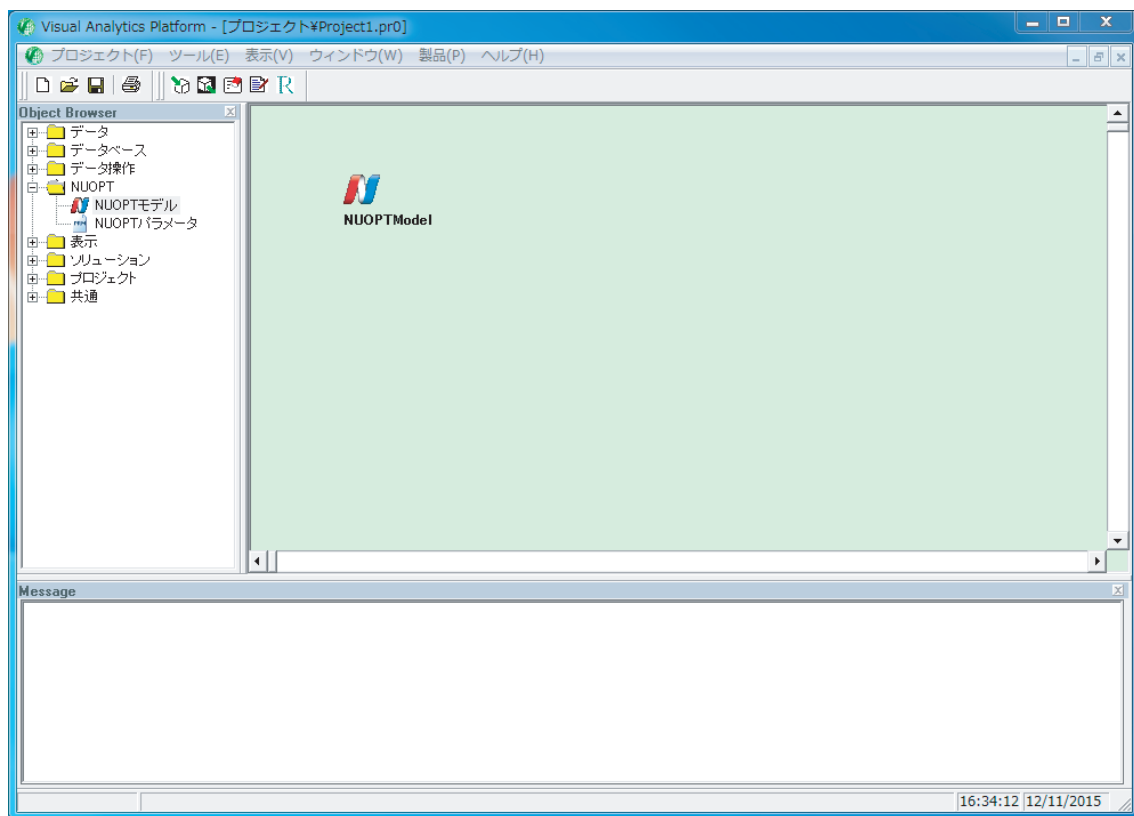 Visual Analytics Platform - [プロジェクト¥Project1.pr0]
プロジェクト(F) ツール(E) 表示(V) ウィンドウ(W) 製品(P) ヘルプ(H)
R
Object Browser
データ
データベース
データ操作
NUOPT
NUOPTモデル
NUOPTパラメータ
表示
ソリューション
プロジェクト
共通
NUOPTModel
Message
16:34:12 12/11/2015